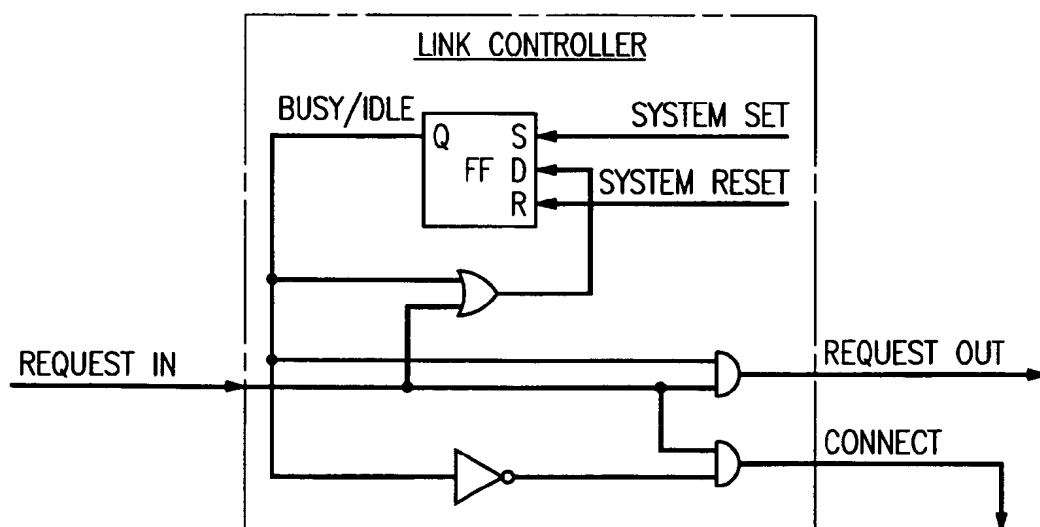 LINK CONTROLLER
BUSY/IDLE
SYSTEM SET
Q S
FF D
SYSTEM RESET
R
REQUEST IN
REQUEST OUT
CONNECT